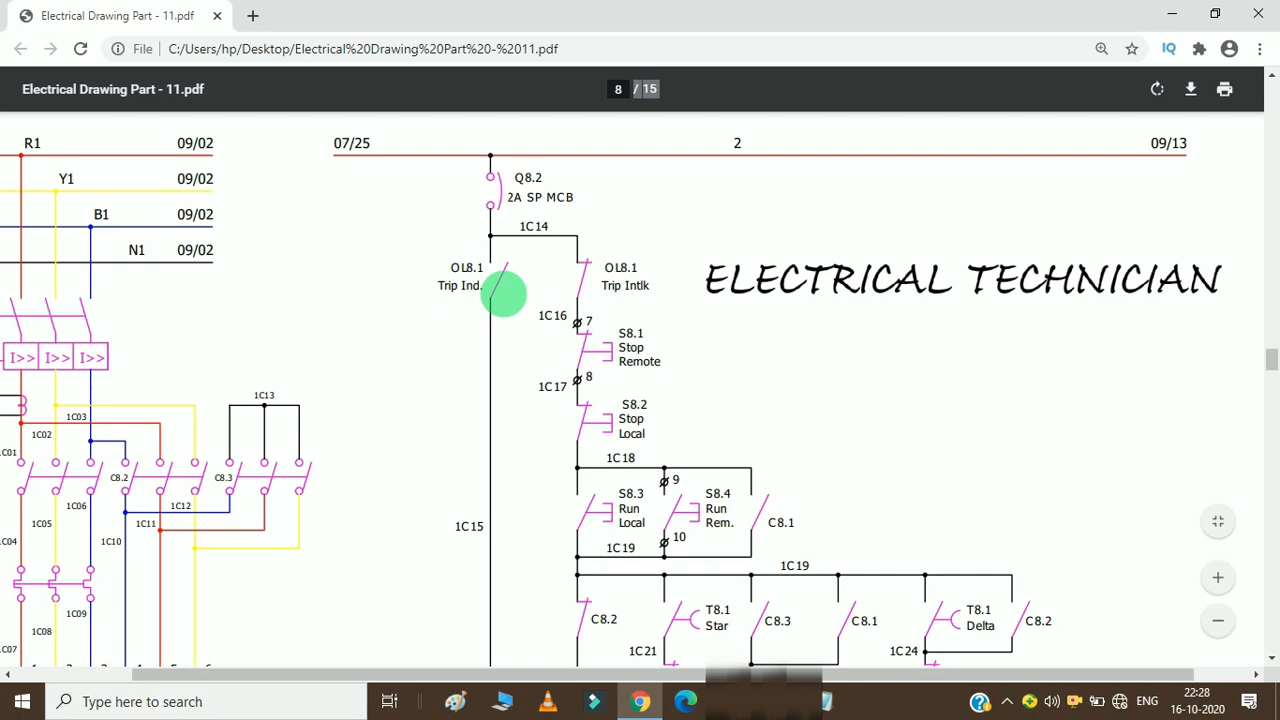 Electrical Drawing Part - 11.pdf
File
C:/Users/hp/Desktop/Electrical%20Drawing%20Part%20-%2011.pdf
IQ
Electrical Drawing Part - 11.pdf
8 / 15
R1 09/02
Y1 09/02
B1 09/02
N1 09/02
07/25 2 09/13
Q8.2
2A SP MCB
1C14
OL8.1
Trip Ind.
OL8.1
Trip Intlk
ELECTRICAL TECHNICIAN
1C16
7
S8.1
Stop
Remote
1C17
8
S8.2
Stop
Local
1C18
9
S8.3
Run
Local
S8.4
Run
Rem.
C8.1
10
1C15
1C19
1C19
C8.2
T8.1
Star
C8.3
C8.1
T8.1
Delta
C8.2
1C21
1C24
I>> I>> I>>
1C13
1C03
1C02
1C01
C8.2
C8.3
1C06
1C12
1C05
1C11
1C04
1C10
1C09
1C08
1C07
Type here to search
ENG
22:28
16-10-2020